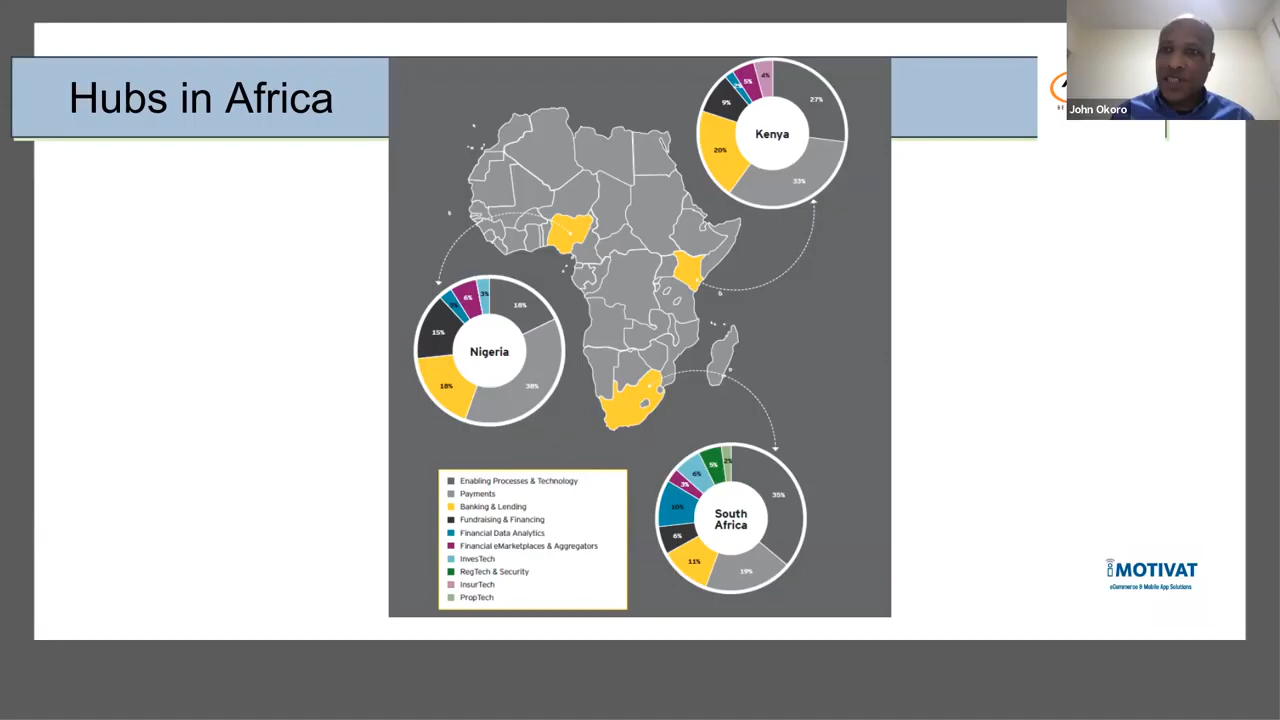 Hubs in Africa
John Okoro
Kenya
27%
33%
20%
9%
2%
5%
4%
Nigeria
18%
38%
18%
15%
6%
3%
South
Africa
35%
19%
11%
6%
10%
3%
6%
5%
2%
Enabling Processes & Technology
Payments
Banking & Lending
Fundraising & Financing
Financial Data Analytics
Financial eMarketplaces & Aggregators
InvesTech
RegTech & Security
InsurTech
PropTech
MOTIVAT
eCommerce & Mobile App Solutions